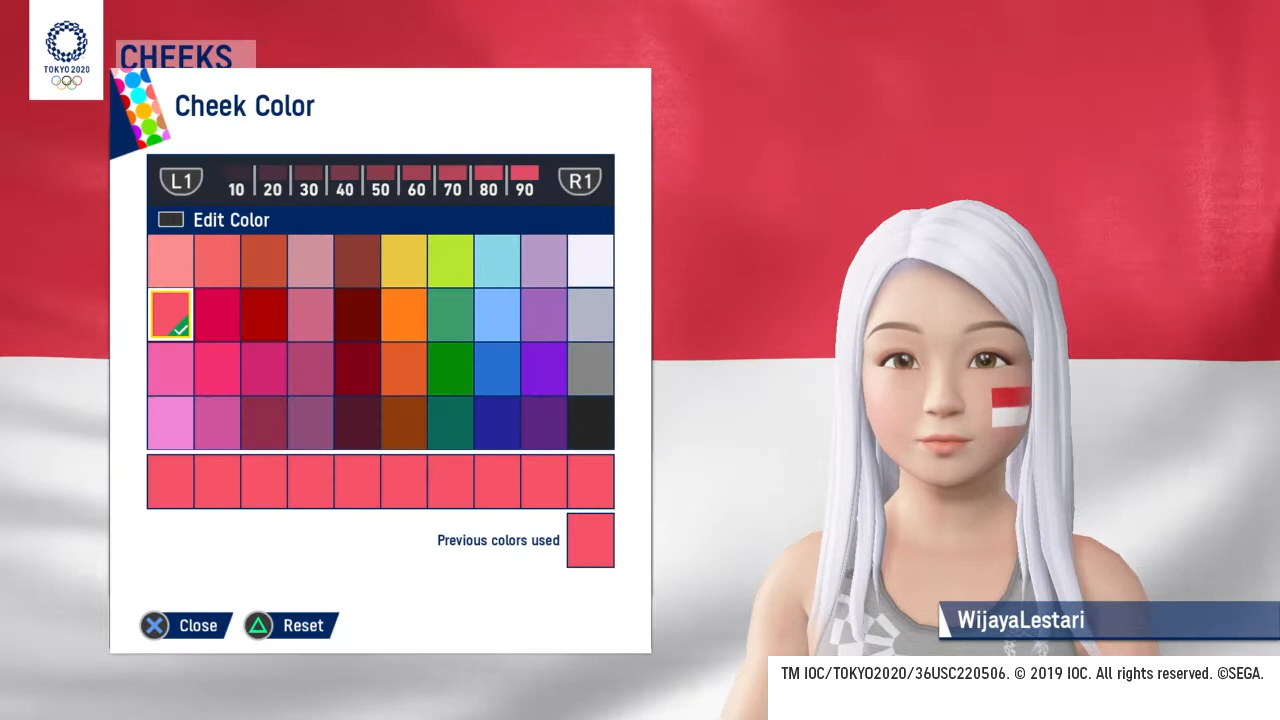 TOKYO 2020
CHEEKS
Cheek Color
L1 10 20 30 40 50 60 70 80 90 R1
Edit Color
Previous colors used
Close Reset
WijayaLestari
TM IOC/TOKYO2020/36USC220506. © 2019 IOC. All rights reserved. ©SEGA.